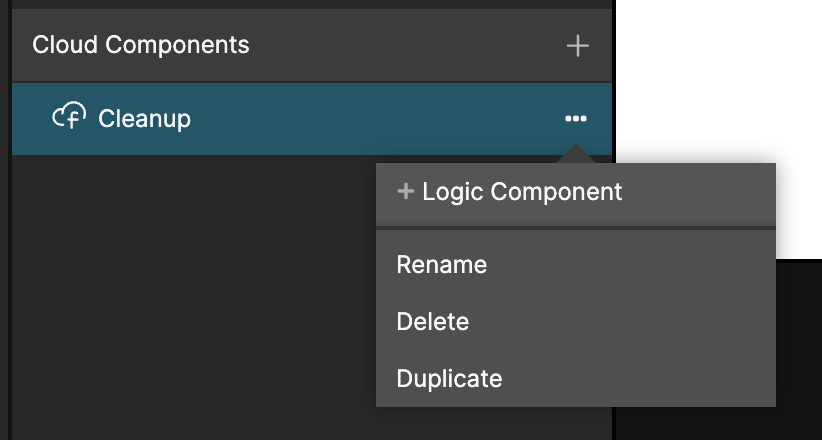 Cloud Components
Cleanup
Logic Component
Rename
Delete
Duplicate